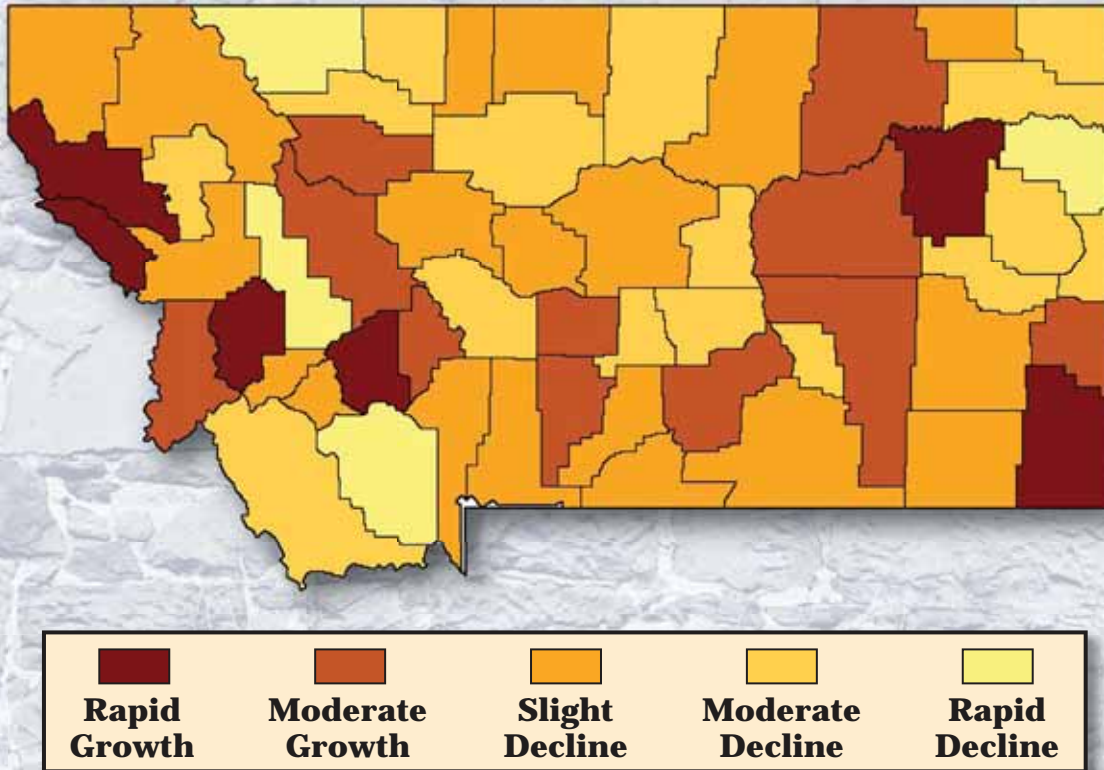 Rapid
Growth
Moderate
Growth
Slight
Decline
Moderate
Decline
Rapid
Decline